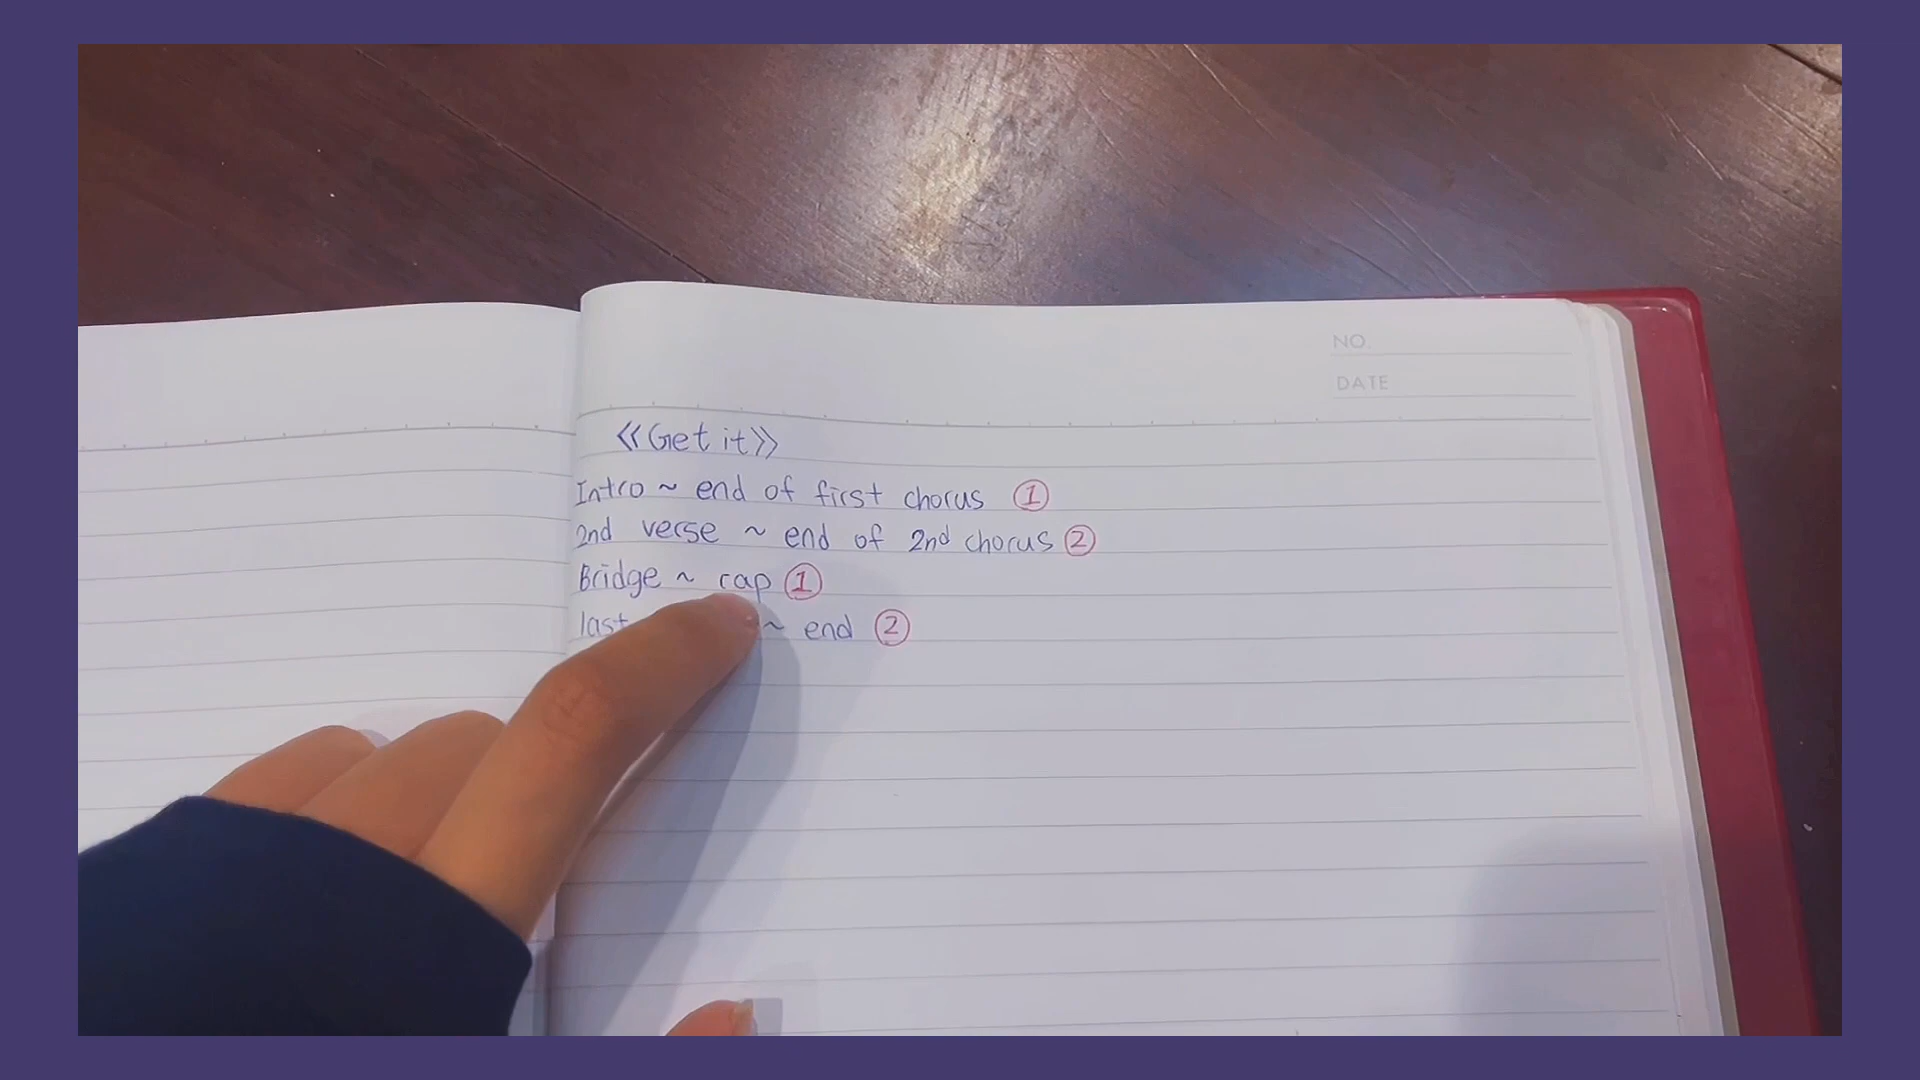 NO.
DATE
《Get it》
Intro ~ end of first chorus ①
2nd verse ~ end of 2nd chorus ②
Bridge ~ rap ①
last ~ end ②